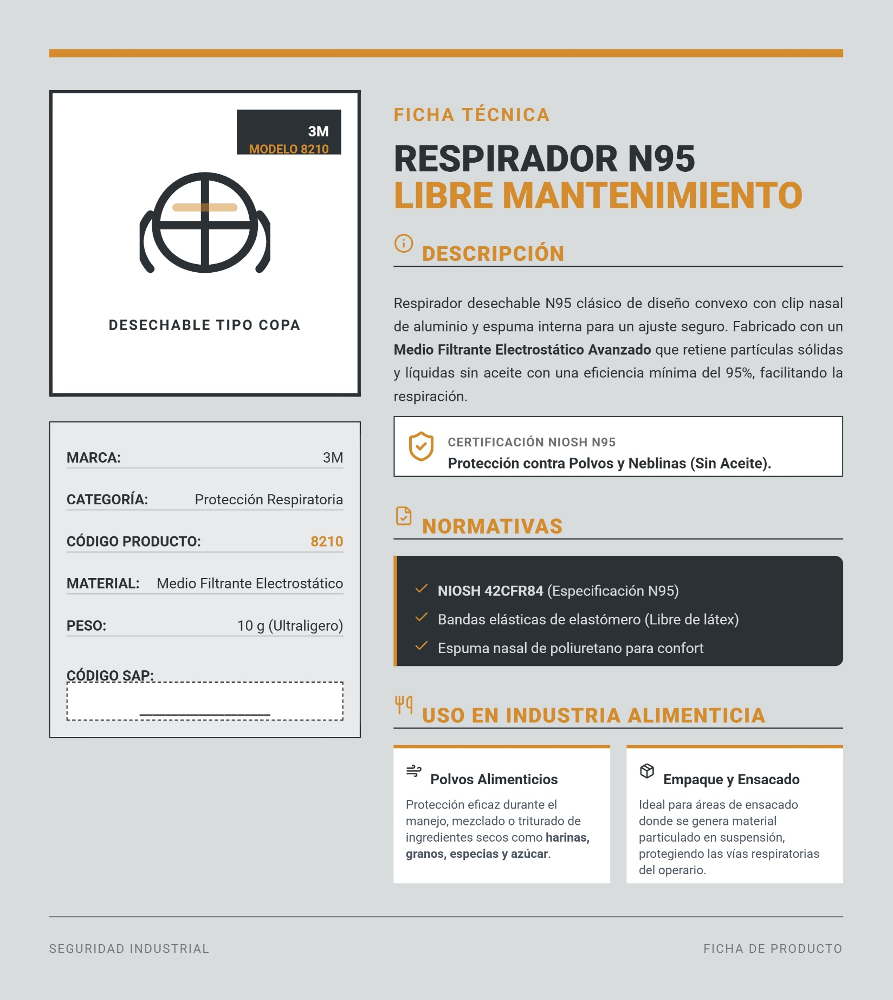 3M
MODELO 8210
DESECHABLE TIPO COPA
MARCA: 3M
CATEGORÍA: Protección Respiratoria
CÓDIGO PRODUCTO: 8210
MATERIAL: Medio Filtrante Electrostático
PESO: 10 g (Ultraligero)
CÓDIGO SAP:
FICHA TÉCNICA
RESPIRADOR N95
LIBRE MANTENIMIENTO
DESCRIPCIÓN
Respirador desechable N95 clásico de diseño convexo con clip nasal
de aluminio y espuma interna para un ajuste seguro. Fabricado con un
Medio Filtrante Electrostático Avanzado que retiene partículas sólidas
y líquidas sin aceite con una eficiencia mínima del 95%, facilitando la
respiración.
CERTIFICACIÓN NIOSH N95
Protección contra Polvos y Neblinas (Sin Aceite).
NORMATIVAS
NIOSH 42CFR84 (Especificación N95)
Bandas elásticas de elastómero (Libre de látex)
Espuma nasal de poliuretano para confort
USO EN INDUSTRIA ALIMENTICIA
Polvos Alimenticios
Protección eficaz durante el
manejo, mezclado o triturado de
ingredientes secos como harinas,
granos, especias y azúcar.
Empaque y Ensacado
Ideal para áreas de ensacado
donde se genera material
particulado en suspensión,
protegiendo las vías respiratorias
del operario.
SEGURIDAD INDUSTRIAL
FICHA DE PRODUCTO